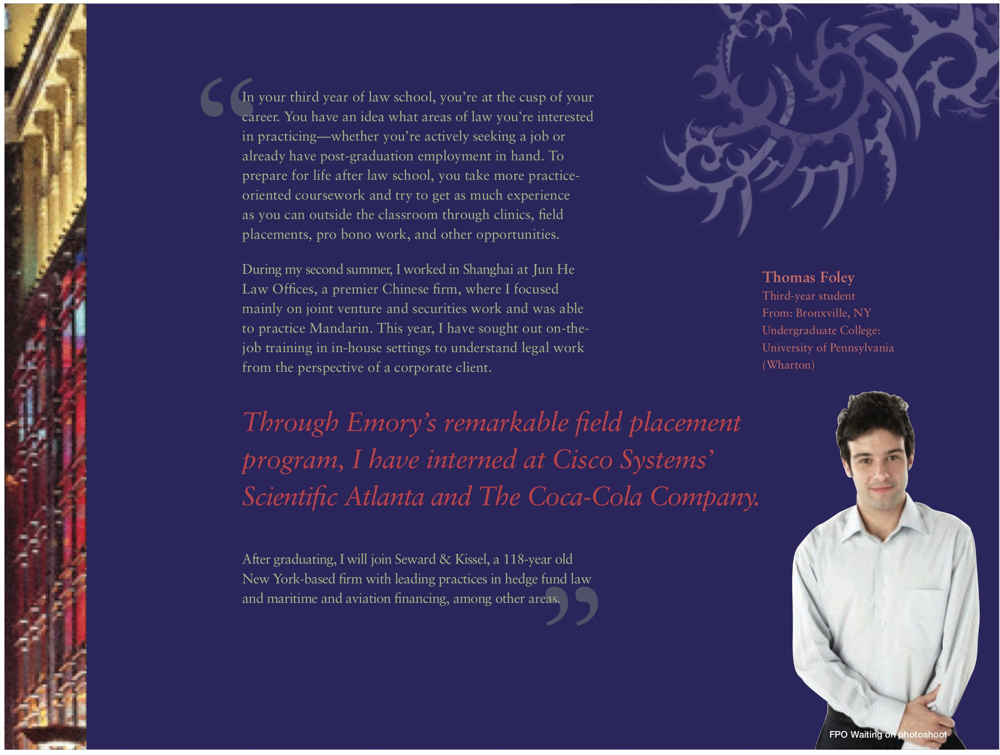 “
In your third year of law school, you’re at the cusp of your
career. You have an idea what areas of law you’re interested
in practicing—whether you’re actively seeking a job or
already have post-graduation employment in hand. To
prepare for life after law school, you take more practice-
oriented coursework and try to get as much experience
as you can outside the classroom through clinics, field
placements, pro bono work, and other opportunities.
During my second summer, I worked in Shanghai at Jun He
Law Offices, a premier Chinese firm, where I focused
mainly on joint venture and securities work and was able
to practice Mandarin. This year, I have sought out on-the-
job training in in-house settings to understand legal work
from the perspective of a corporate client.
Through Emory’s remarkable field placement
program, I have interned at Cisco Systems’
Scientific Atlanta and The Coca-Cola Company.
After graduating, I will join Seward & Kissel, a 118-year old
New York-based firm with leading practices in hedge fund law
and maritime and aviation financing, among other areas.
”
Thomas Foley
Third-year student
From: Bronxville, NY
Undergraduate College:
University of Pennsylvania
(Wharton)
FPO Waiting on photoshoot